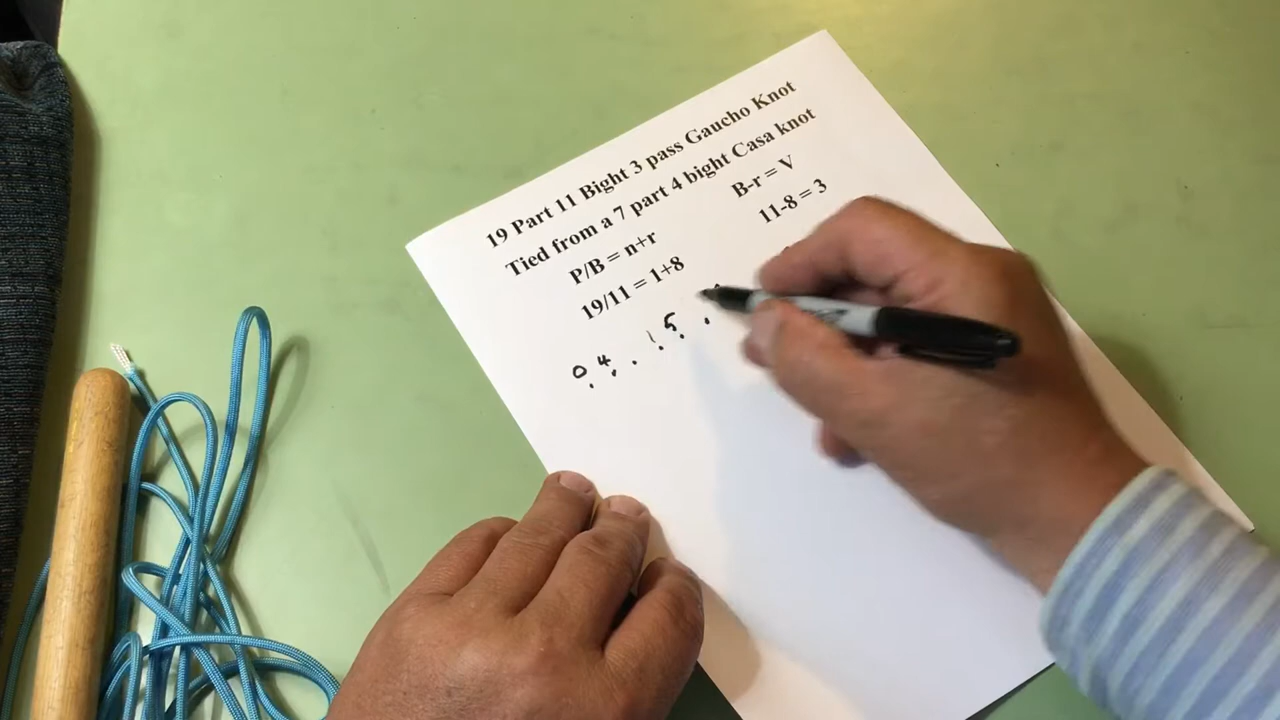 19 Part 11 Bight 3 pass Gaucho Knot
Tied from a 7 part 4 bight Casa knot
P/B = n+r B-r = V
19/11 = 1+8 11-8 = 3
0. 4. . 1. 5. .